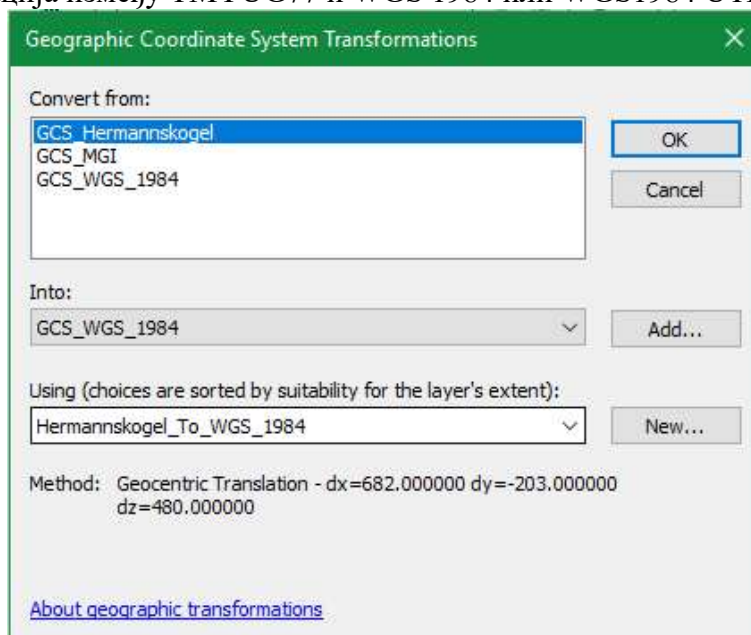 између
Geographic Coordinate System Transformations
Convert from:
GCS_Hermannskogel
GCS_MGI
GCS_WGS_1984
OK
Cancel
Into:
GCS_WGS_1984
Add...
Using (choices are sorted by suitability for the layer's extent):
Hermannskogel_To_WGS_1984
New...
Method: Geocentric Translation - dx=682.000000 dy=-203.000000
dz=480.000000
About geographic transformations